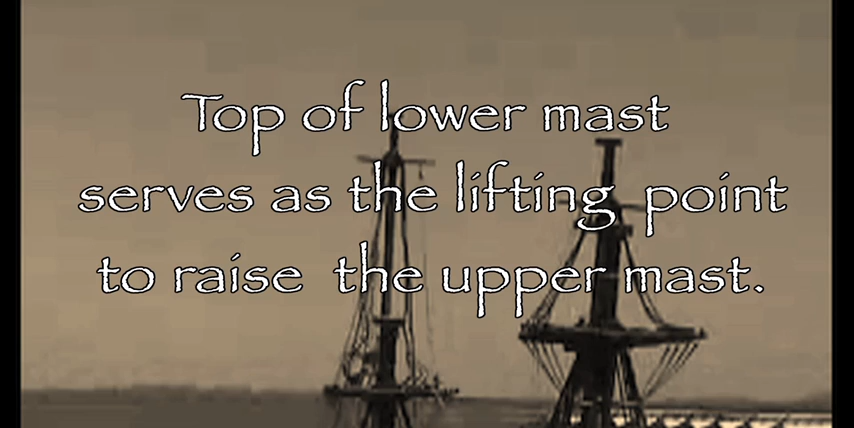 Top of lower mast
serves as the lifting point
to raise the upper mast.